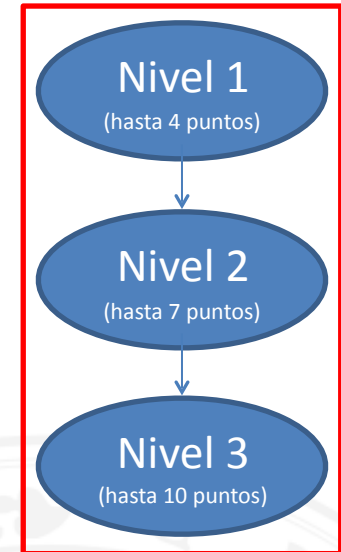 Nivel 1
(hasta 4 puntos)
Nivel 2
(hasta 7 puntos)
Nivel 3
(hasta 10 puntos)